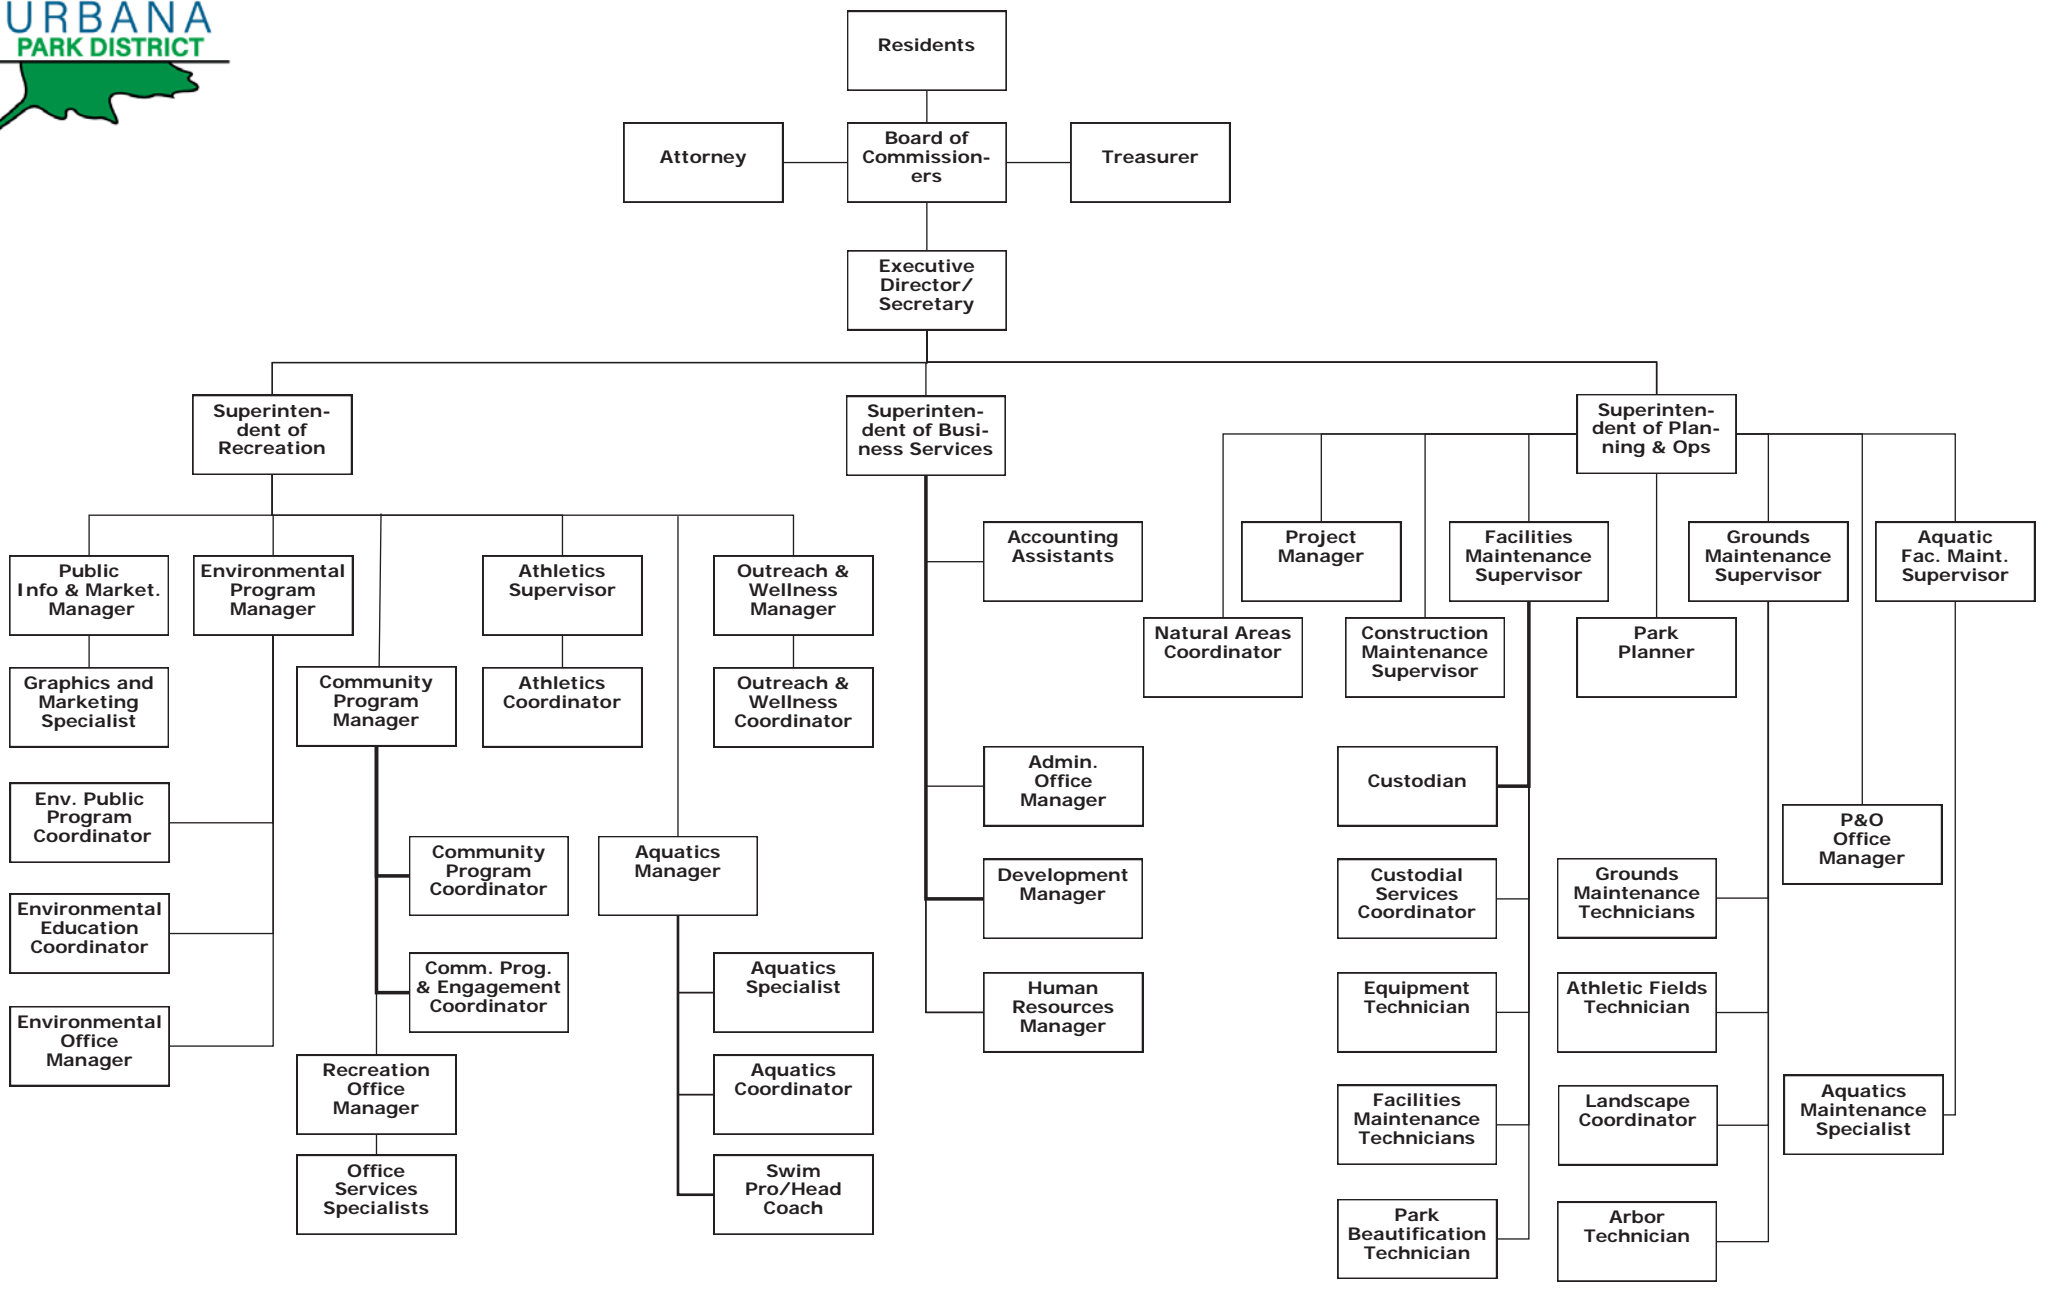 URBANA
PARK DISTRICT
Residents
Attorney
Board of
Commission-
ers
Treasurer
Executive
Director/
Secretary
Superinten-
dent of
Recreation
Superinten-
dent of Busi-
ness Services
Superinten-
dent of Plan-
ning & Ops
Public
Info & Market.
Manager
Environmental
Program
Manager
Athletics
Supervisor
Outreach &
Wellness
Manager
Accounting
Assistants
Project
Manager
Facilities
Maintenance
Supervisor
Grounds
Maintenance
Supervisor
Aquatic
Fac. Maint.
Supervisor
Natural Areas
Coordinator
Construction
Maintenance
Supervisor
Park
Planner
Graphics and
Marketing
Specialist
Community
Program
Manager
Athletics
Coordinator
Outreach &
Wellness
Coordinator
Admin.
Office
Manager
Custodian
Env. Public
Program
Coordinator
P&O
Office
Manager
Community
Program
Coordinator
Aquatics
Manager
Development
Manager
Custodial
Services
Coordinator
Grounds
Maintenance
Technicians
Environmental
Education
Coordinator
Comm. Prog.
& Engagement
Coordinator
Aquatics
Specialist
Human
Resources
Manager
Equipment
Technician
Athletic Fields
Technician
Environmental
Office
Manager
Recreation
Office
Manager
Aquatics
Coordinator
Facilities
Maintenance
Technicians
Landscape
Coordinator
Aquatics
Maintenance
Specialist
Office
Services
Specialists
Swim
Pro/Head
Coach
Park
Beautification
Technician
Arbor
Technician